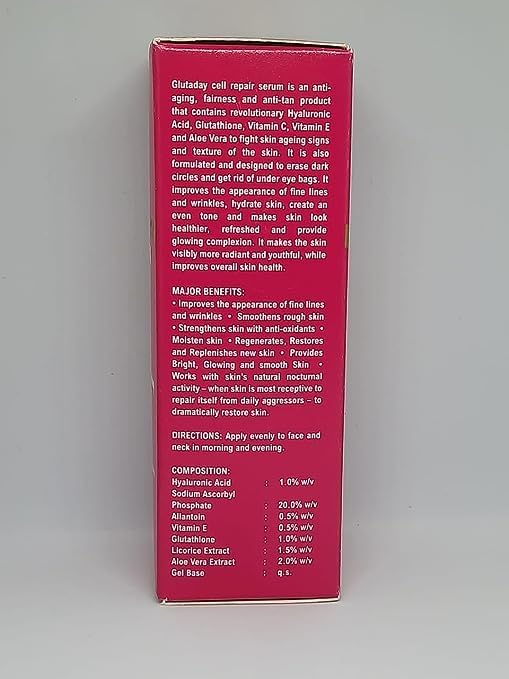 Glutaday cell repair serum is an anti-
aging, fairness and anti-tan product
that contains revolutionary Hyaluronic
Acid, Glutathione, Vitamin C, Vitamin E
and Aloe Vera to fight skin ageing signs
and texture of the skin. It is also
formulated and designed to erase dark
circles and get rid of under eye bags. It
improves the appearance of fine lines
and wrinkles, hydrate skin, create an
even tone and makes skin look
healthier, refreshed and provide
glowing complexion. It makes the skin
visibly more radiant and youthful, while
improves overall skin health.
MAJOR BENEFITS:
• Improves the appearance of fine lines
and wrinkles • Smoothens rough skin
• Strengthens skin with anti-oxidants •
Moisten skin • Regenerates, Restores
and Replenishes new skin • Provides
Bright, Glowing and smooth Skin •
Works with skin's natural nocturnal
activity – when skin is most receptive to
repair itself from daily aggressors – to
dramatically restore skin.
DIRECTIONS: Apply evenly to face and
neck in morning and evening.
COMPOSITION:
Hyaluronic Acid : 1.0% w/v
Sodium Ascorbyl
Phosphate : 20.0% w/v
Allantoin : 0.5% w/v
Vitamin E : 0.5% w/v
Glutathione : 1.0% w/v
Licorice Extract : 1.5% w/v
Aloe Vera Extract : 2.0% w/v
Gel Base : q.s.